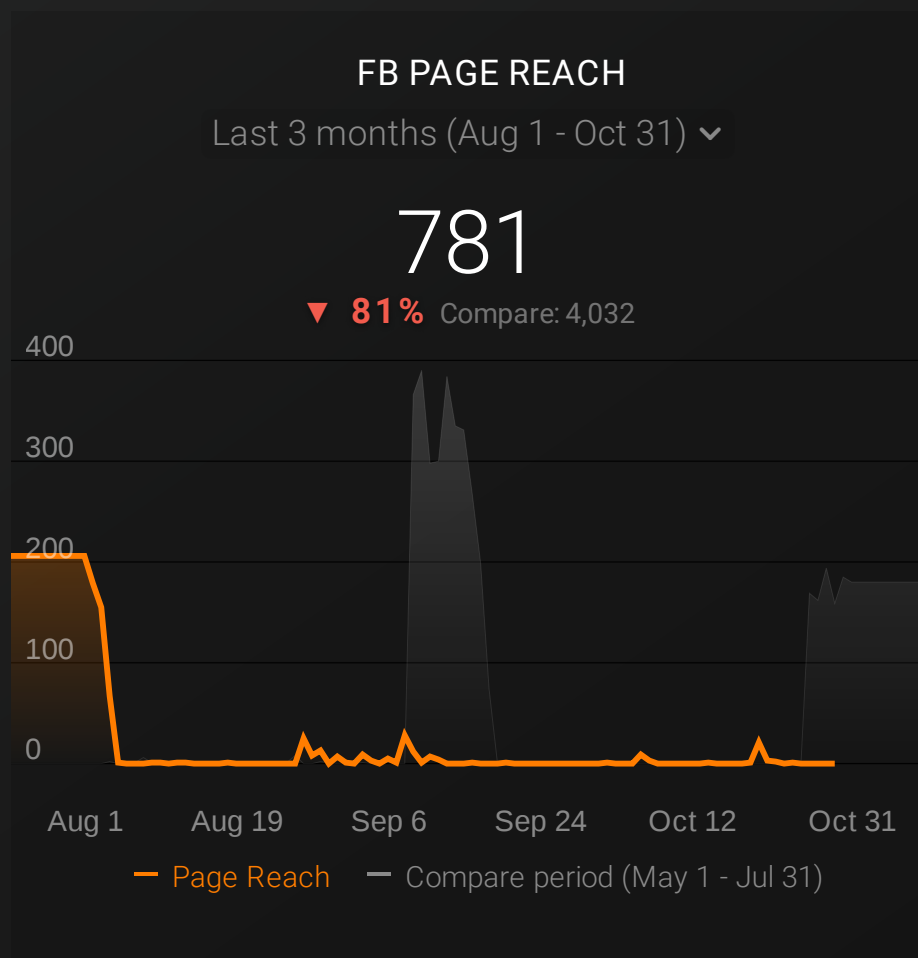 FB PAGE REACH
Last 3 months (Aug 1 - Oct 31)
781
▼ 81% Compare: 4,032
400
300
200
100
0
Aug 1 Aug 19 Sep 6 Sep 24 Oct 12 Oct 31
Page Reach Compare period (May 1 - Jul 31)